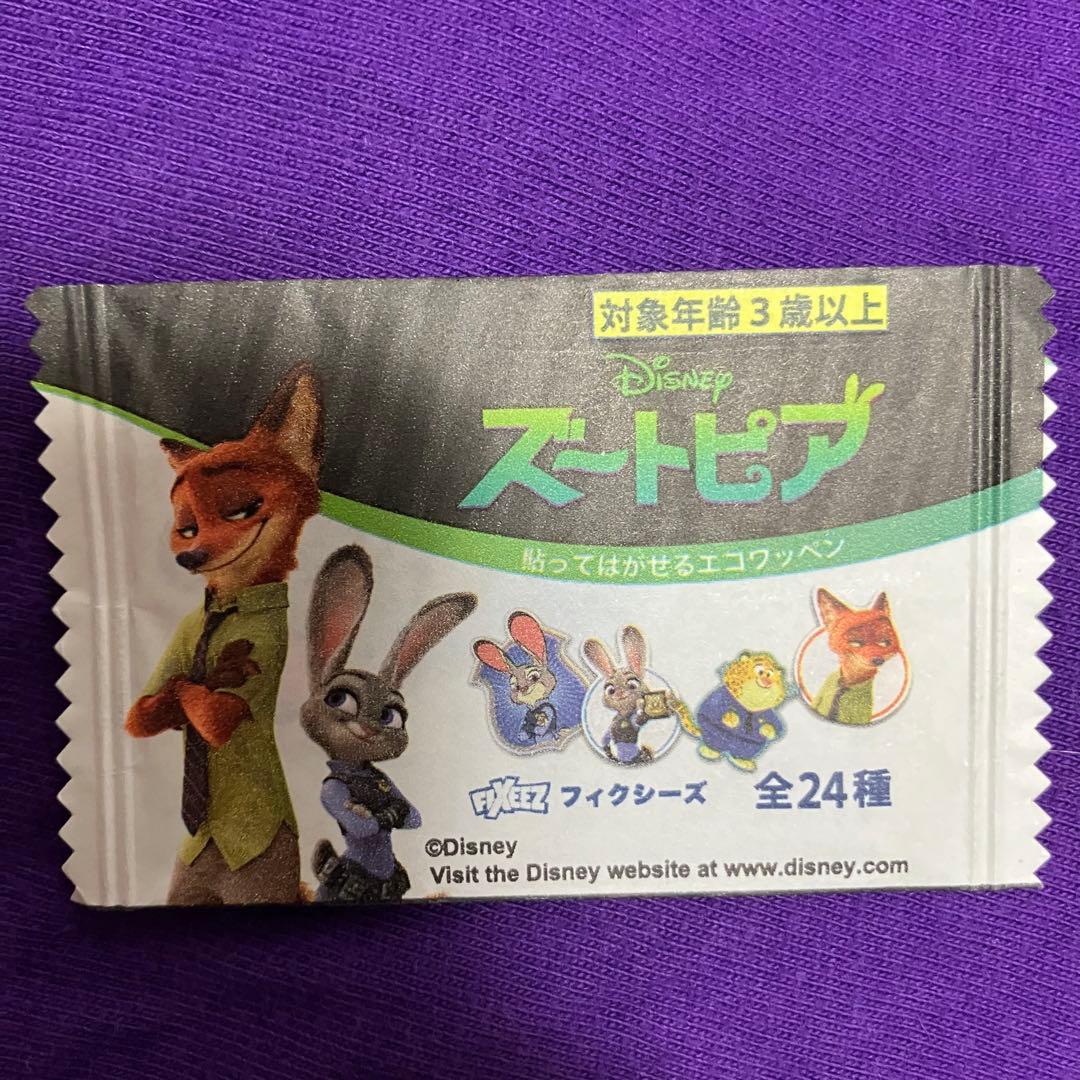 対象年齢3歳以上
Disney
ズートピア
貼ってはがせるエコワッペン
FIXEEZ フィクシーズ 全24種
©Disney
Visit the Disney website at www.disney.com